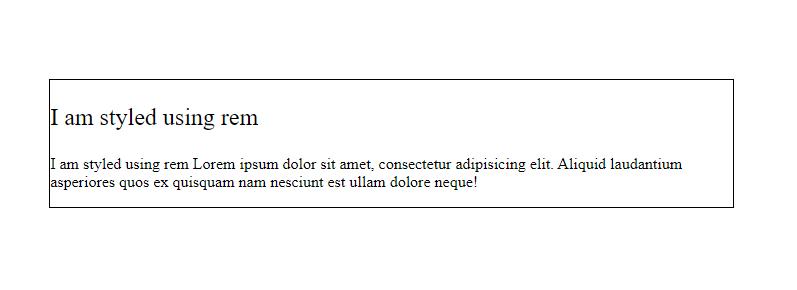 I am styled using rem
I am styled using rem Lorem ipsum dolor sit amet, consectetur adipisicing elit. Aliquid laudantium
asperiores quos ex quisquam nam nesciunt est ullam dolore neque!